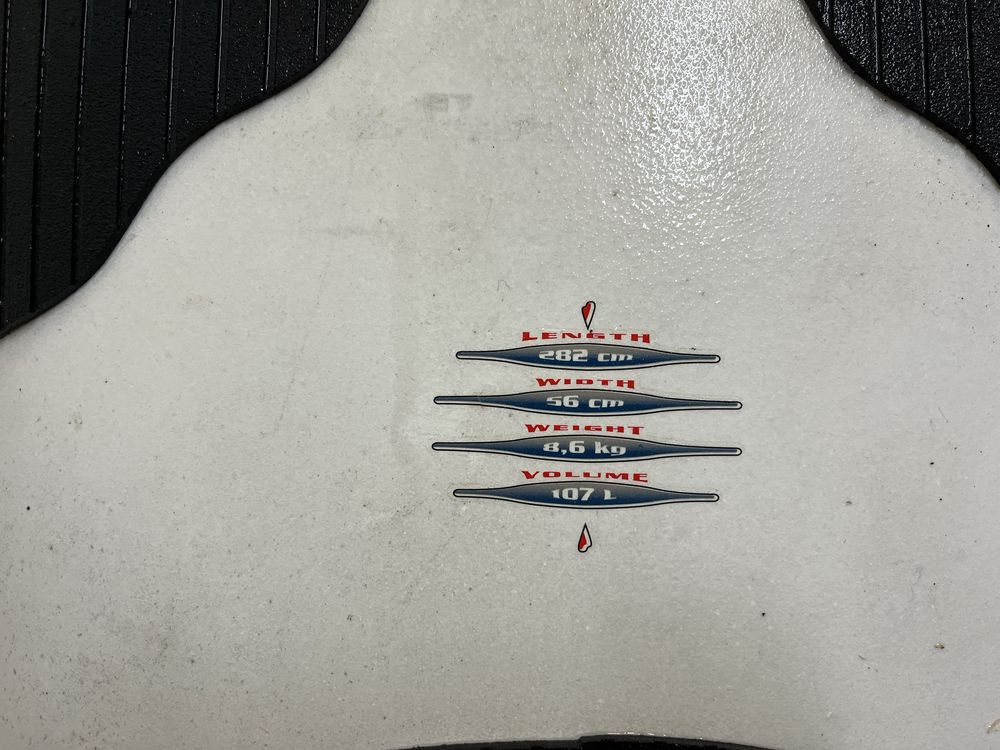 LENGTH
282 cm
WIDTH
56 cm
WEIGHT
8,6 kg
VOLUME
107 L